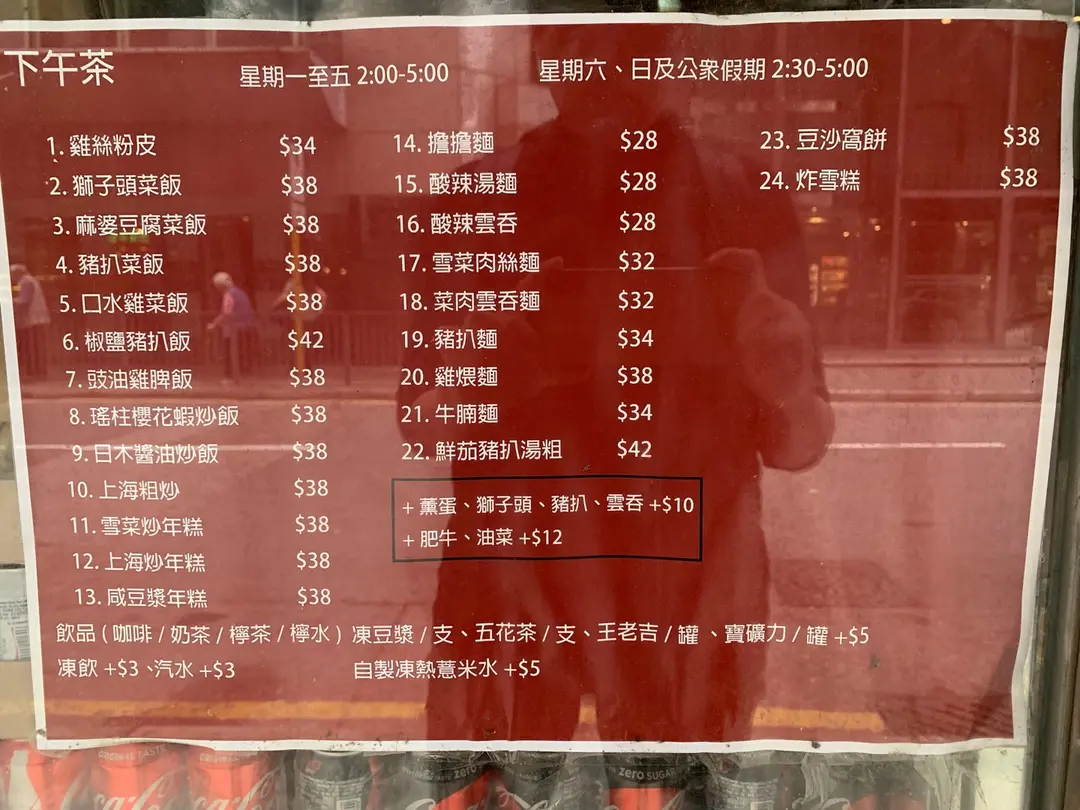 下午茶
星期一至五 2:00-5:00
星期六、日及公眾假期 2:30-5:00
1. 雞絲粉皮 $34
2. 獅子頭菜飯 $38
3. 麻婆豆腐菜飯 $38
4. 豬扒菜飯 $38
5. 口水雞菜飯 $38
6. 椒鹽豬扒飯 $42
7. 豉油雞脾飯 $38
8. 瑤柱櫻花蝦炒飯 $38
9. 日木醬油炒飯 $38
10. 上海粗炒 $38
11. 雪菜炒年糕 $38
12. 上海炒年糕 $38
13. 咸豆漿年糕 $38
14. 擔擔麵 $28
15. 酸辣湯麵 $28
16. 酸辣雲吞 $28
17. 雪菜肉絲麵 $32
18. 菜肉雲吞麵 $32
19. 豬扒麵 $34
20. 雞煨麵 $38
21. 牛腩麵 $34
22. 鮮茄豬扒湯粗 $42
+ 薰蛋、獅子頭、豬扒、雲吞 +$10
+ 肥牛、油菜 +$12
23. 豆沙窩餅 $38
24. 炸雪糕 $38
飲品 ( 咖啡 / 奶茶 / 檸茶 / 檸水 ) 凍豆漿 / 支、五花茶 / 支、王老吉 / 罐 、寶礦力 / 罐 +$5
凍飲 +$3 、汽水 +$3 自製凍熱薏米水 +$5
ORIGINAL TASTE
Coca-Cola
zero
zero SUGAR